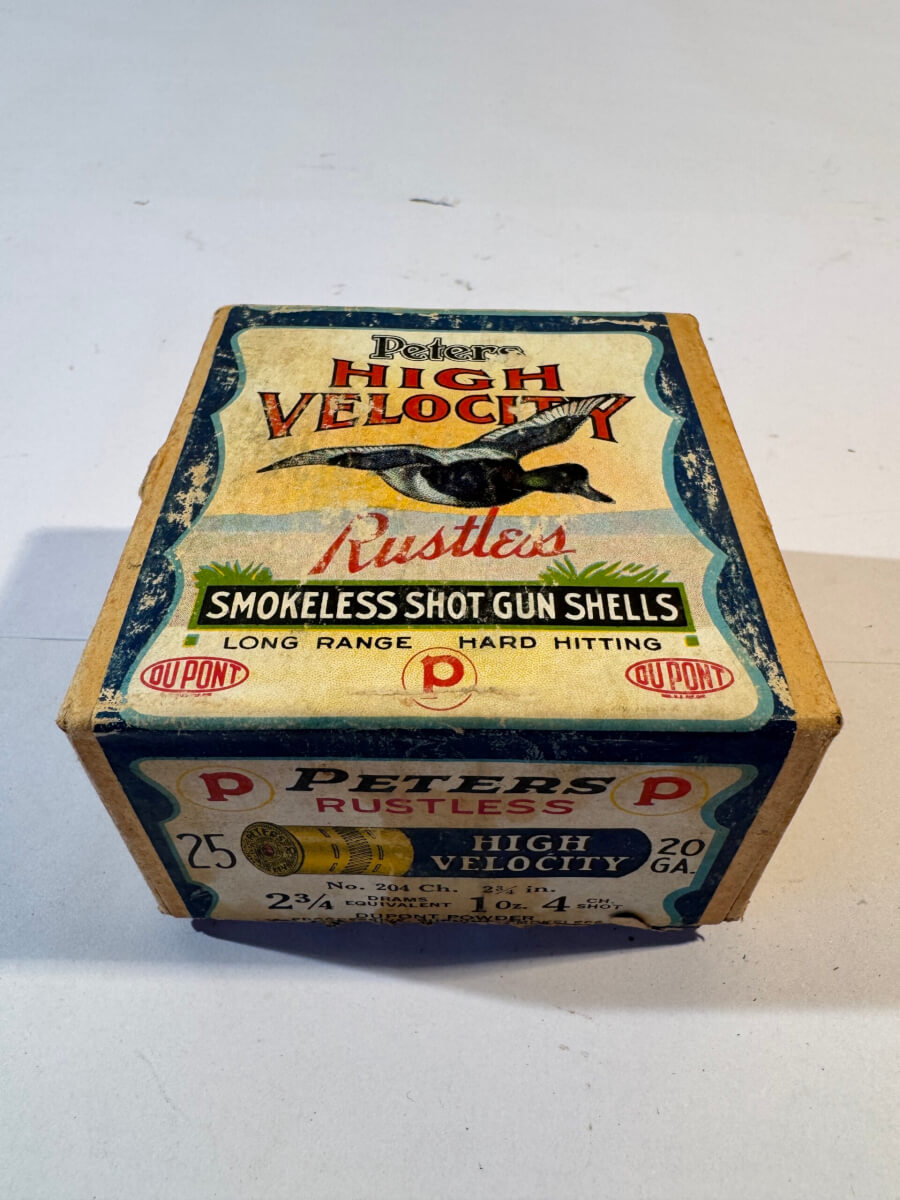 Peters
HIGH
VELOCITY
Rustless
SMOKELESS SHOT GUN SHELLS
LONG RANGE HARD HITTING
DU PONT P DU PONT
P PETERS P
RUSTLESS
25 HIGH VELOCITY 20 GA.
No. 204 Ch. 2¾ in.
2¾ DRAMS EQUIVALENT 1 Oz. 4 CH. SHOT
DUPONT POWDER
SMOKELESS